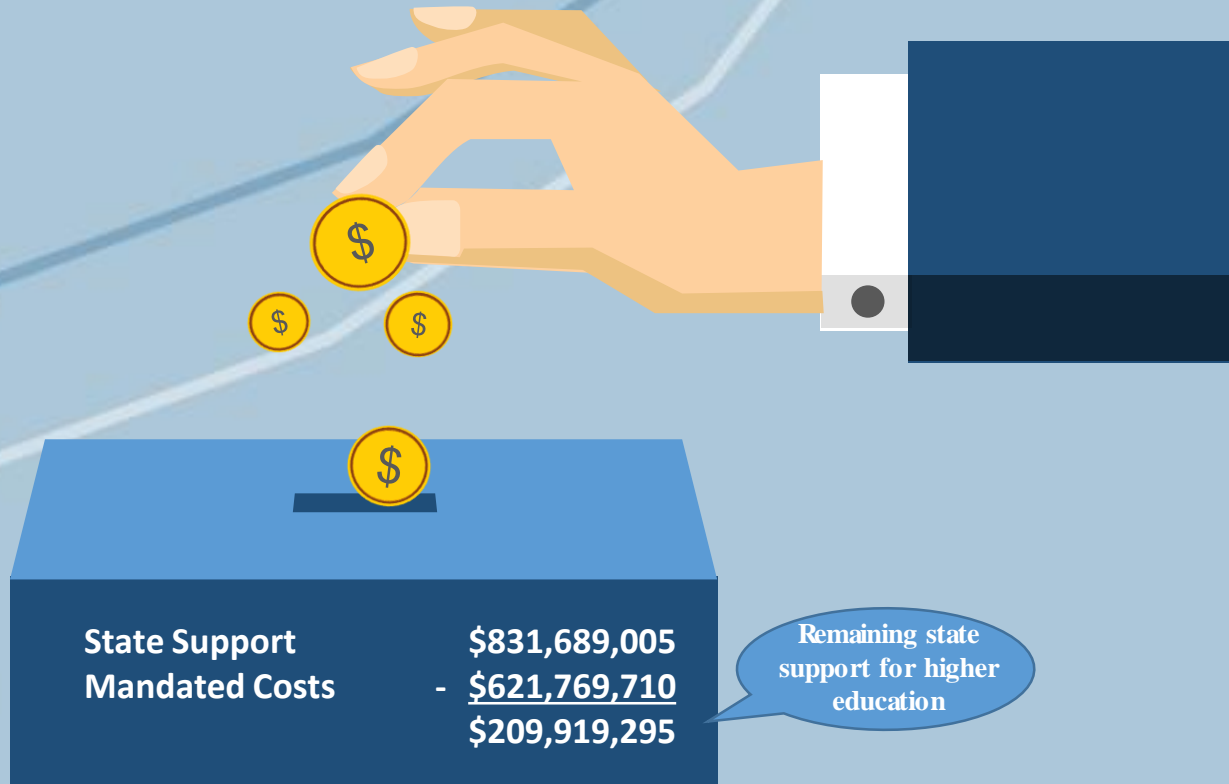 $
$
$
$
State Support $831,689,005
Mandated Costs - $621,769,710
$209,919,295
Remaining state
support for higher
education